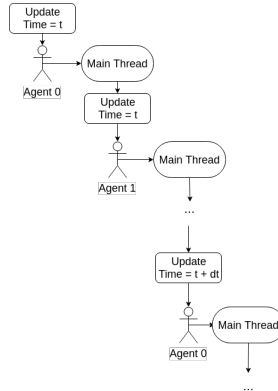 Update
Time = t
Main Thread
Agent 0
Update
Time = t
Main Thread
Agent 1
...
Update
Time = t + dt
Main Thread
Agent 0
...